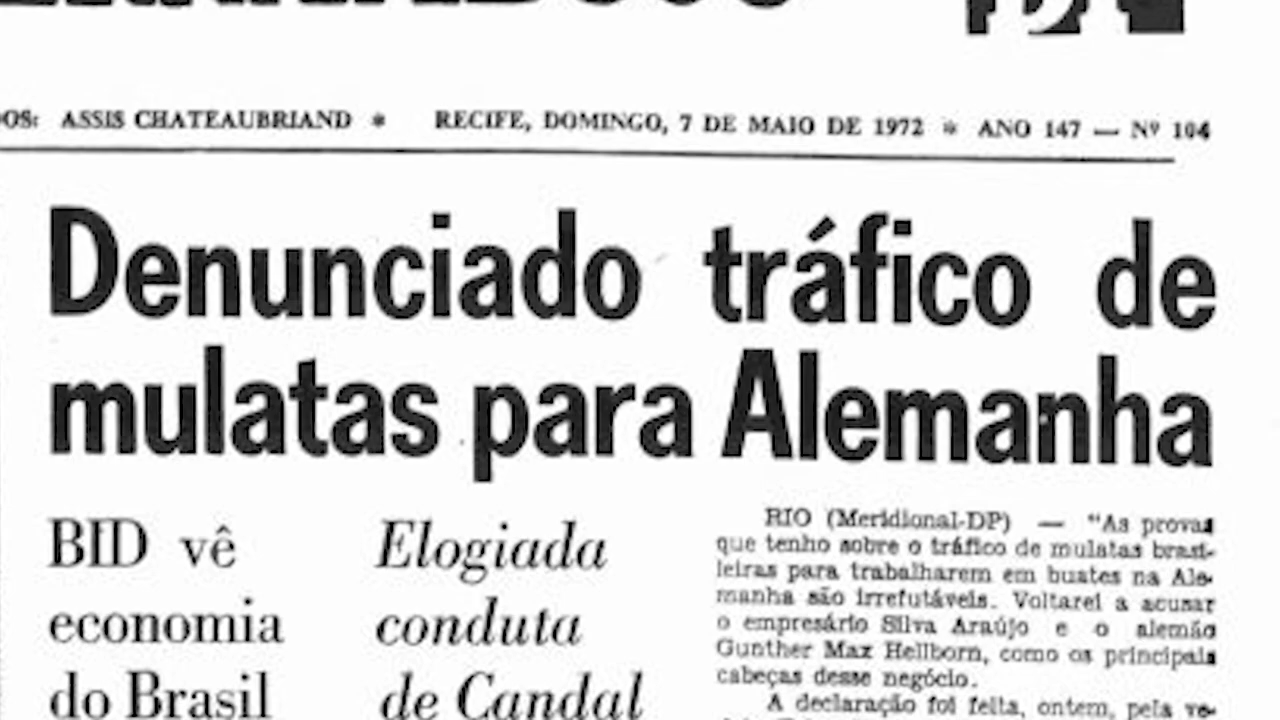 OS: ASSIS CHATEAUBRIAND * RECIFE, DOMINGO, 7 DE MAIO DE 1972 * ANO 147 — Nº 104
Denunciado tráfico de
mulatas para Alemanha
BID vê
economia
do Brasil
Elogiada
conduta
de Candal
RIO (Meridional-DP) — "As provas
que tenho sobre o tráfico de mulatas brasi-
leiras para trabalharem em buates na Ale-
manha são irrefutáveis. Voltarei a acusar
o empresário Silva Araújo e o alemão
Gunther Max Hellborn, como os principais
cabeças desse negócio.
A declaração foi feita, ontem, pela ve-